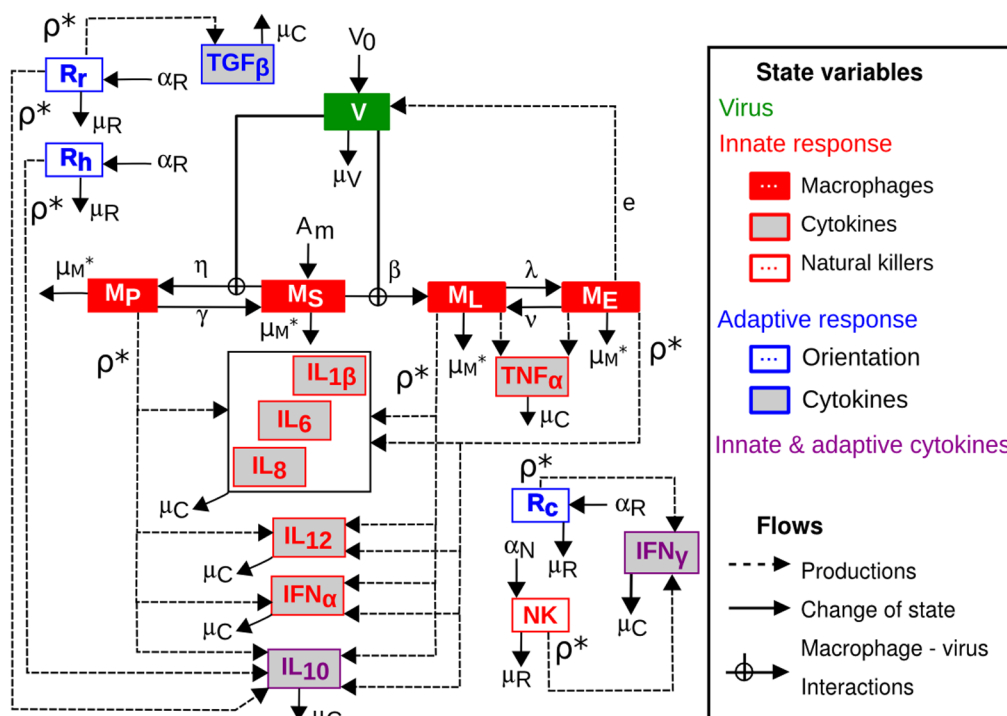 ρ*
μC
V0
TGFβ
Rr
αR
V
ρ*
μR
Rh
αR
μV
e
ρ*
μR
Am
μM*
η
β
λ
MP
MS
ML
ME
γ
ν
μM*
ρ*
ρ*
μM*
μM*
ρ*
IL1β
TNFα
IL6
μC
IL8
μC
ρ*
Rc
αR
IL12
αN
IFNγ
μC
μR
IFNα
NK
μC
μC
ρ*
IL10
μR
μC
State variables
Virus
Innate response
... Macrophages
Cytokines
... Natural killers
Adaptive response
... Orientation
Cytokines
Innate & adaptive cytokines
Flows
Productions
Change of state
Macrophage - virus
Interactions